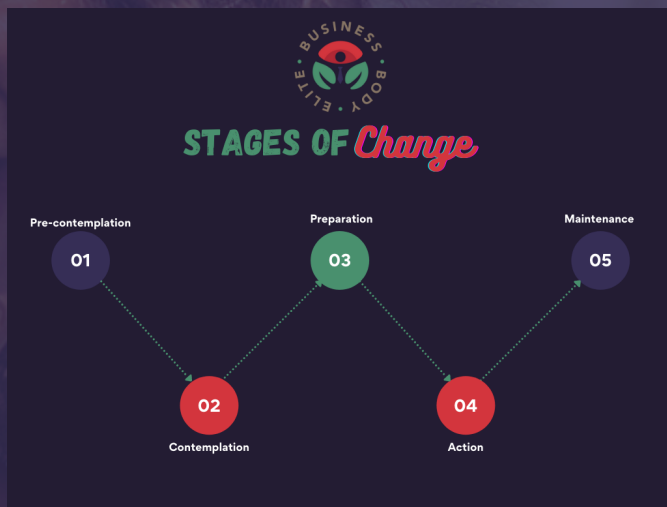 BUSINESS • BODY • ELITE •
STAGES OF Change
Pre-contemplation
01
02
Contemplation
Preparation
03
04
Action
Maintenance
05